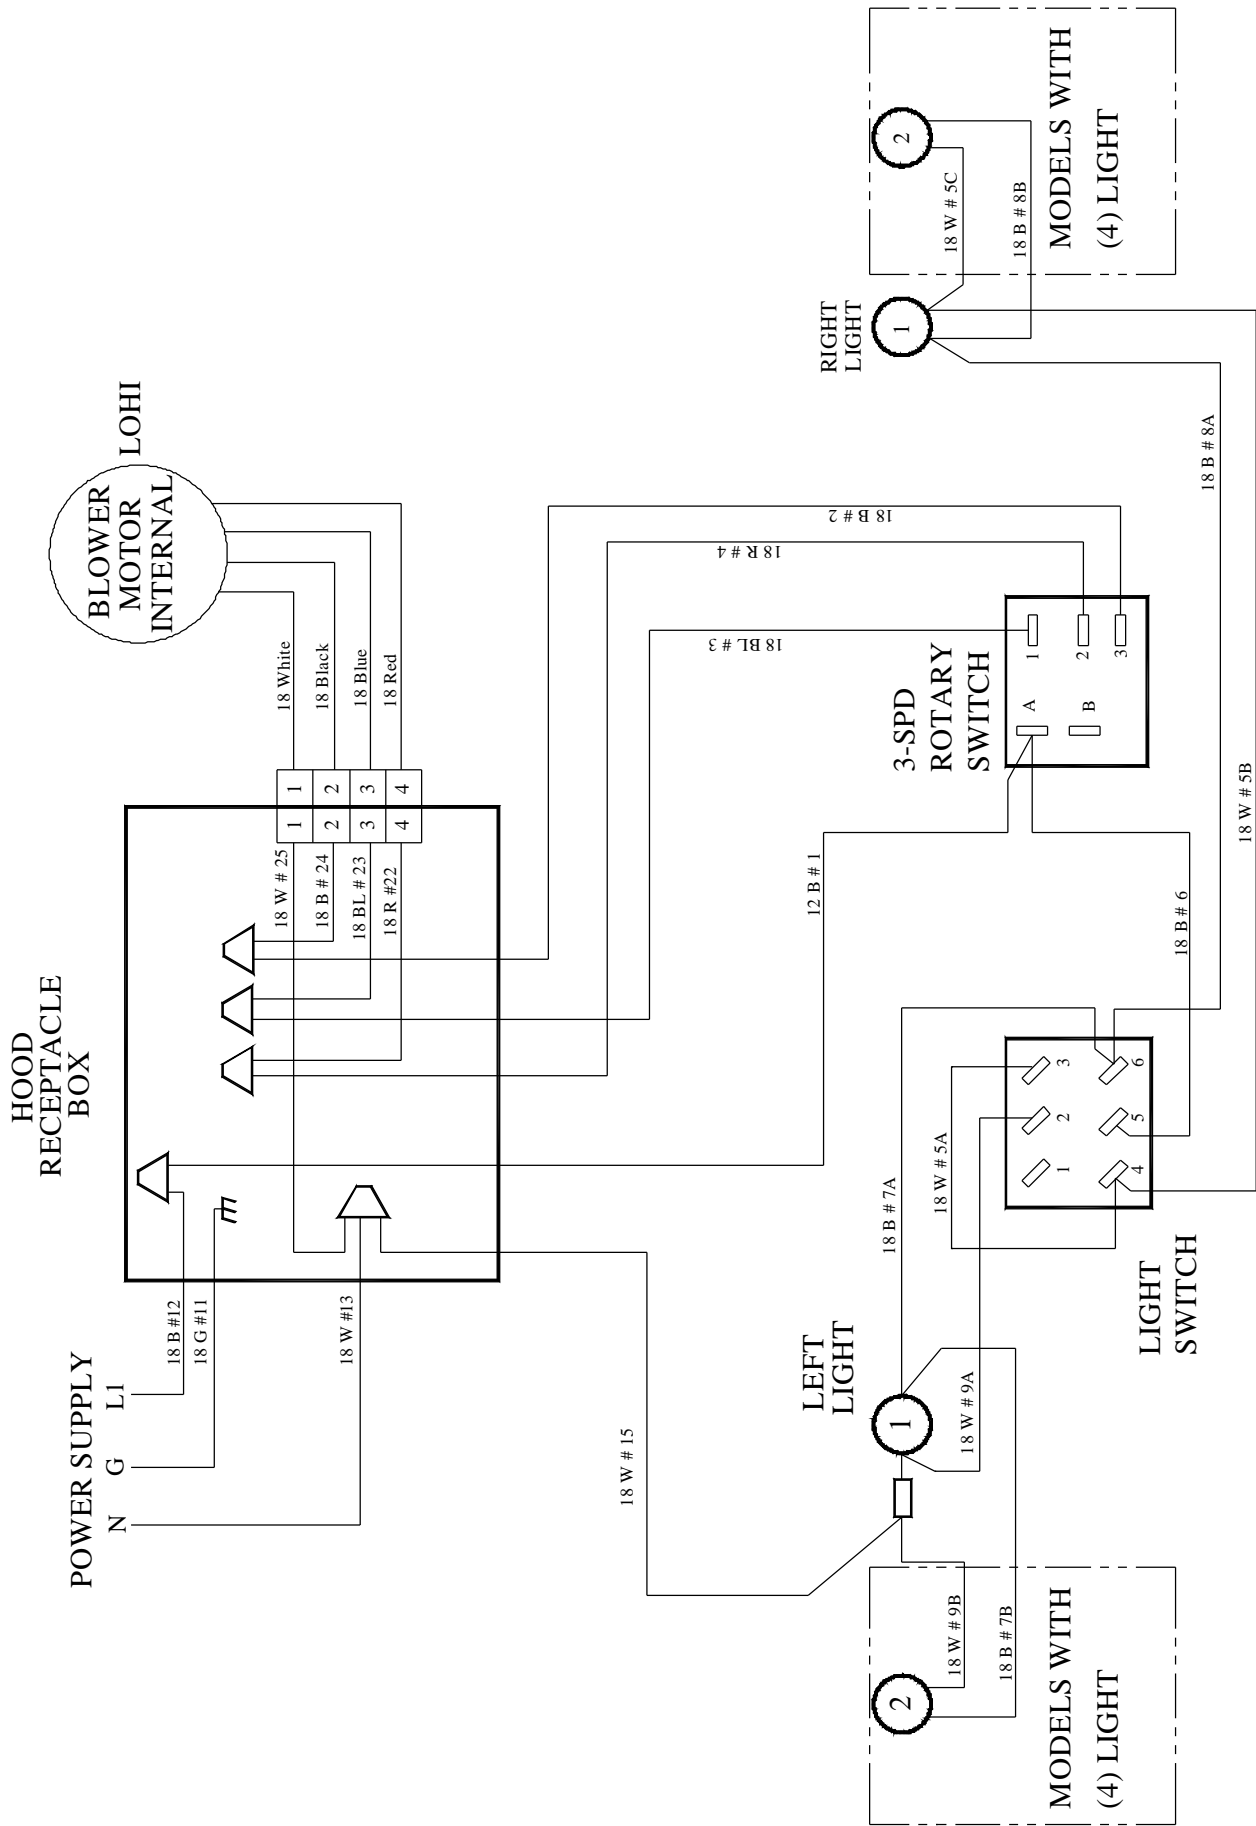 POWER SUPPLY
N
G
L1
18 B #12
18 G #11
18 W #13
HOOD
RECEPTACLE
BOX
18 W # 25
18 B # 24
18 BL # 23
18 R #22
1
2
3
4
1
2
3
4
18 White
18 Black
18 Blue
18 Red
BLOWER
MOTOR
INTERNAL
LOHI
18 W # 15
12 B # 1
18 BL # 3
18 R # 4
18 B # 2
MODELS WITH
(4) LIGHT
2
18 W # 9B
18 B # 7B
LEFT
LIGHT
1
18 W # 9A
18 B # 7A
18 W # 5A
LIGHT
SWITCH
1
2
3
4
5
6
18 B # 6
3-SPD
ROTARY
SWITCH
A
B
1
2
3
18 B # 8A
18 W # 5B
RIGHT
LIGHT
1
18 W # 5C
18 B # 8B
2
MODELS WITH
(4) LIGHT